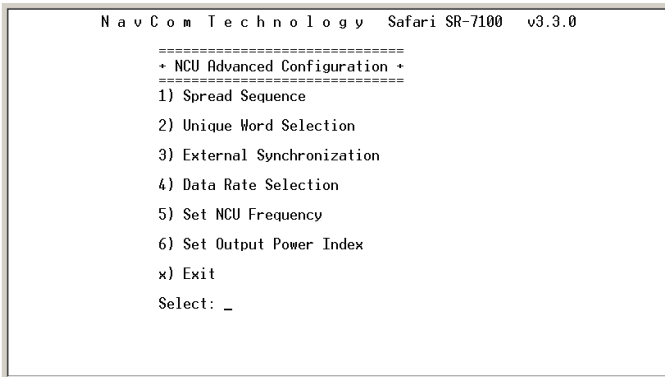 N a v C o m   T e c h n o l o g y   Safari SR-7100   v3.3.0
==============================
+ NCU Advanced Configuration +
==============================
1) Spread Sequence
2) Unique Word Selection
3) External Synchronization
4) Data Rate Selection
5) Set NCU Frequency
6) Set Output Power Index
x) Exit
Select: _